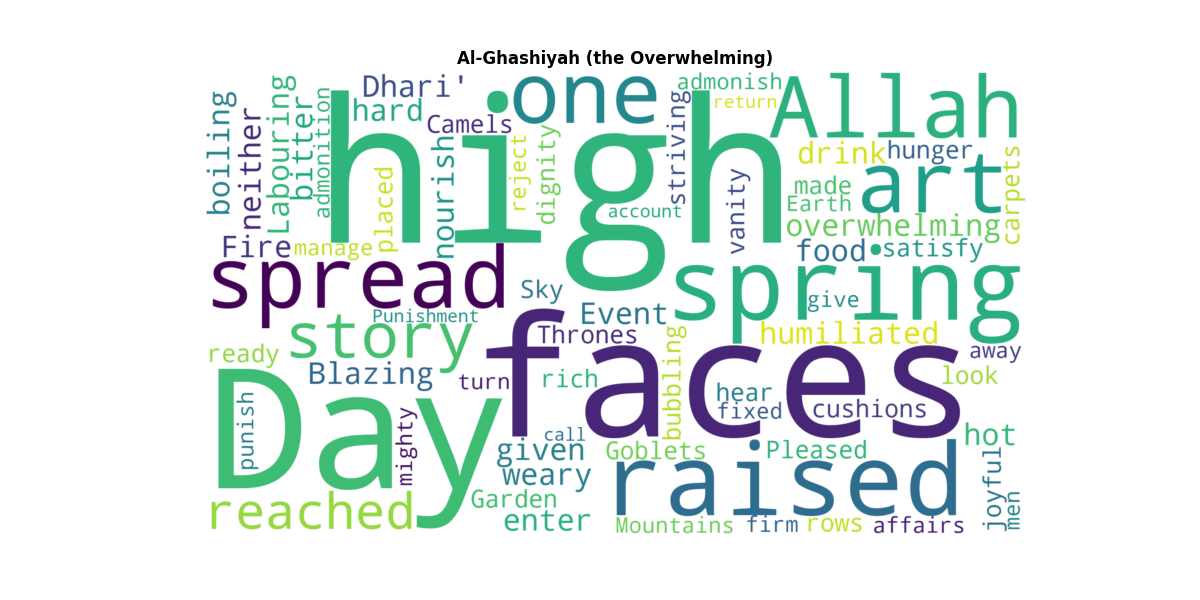 Al-Ghashiyah (the Overwhelming)
high
faces
Day
Allah
one
art
spring
spread
raised
story
reached
Dhari'
hard
Camels
boiling
neither
Labouring
bitter
admonition
placed
nourish
reject
dignity
striving
admonish
return
vanity
account
drink
hunger
made
Earth
carpets
overwhelming
food
satisfy
Fire
manage
Sky
Event
give
Punishment
Thrones
humiliated
ready
Blazing
turn
rich
bubbling
hear
fixed
cushions
away
look
punish
mighty
call
given
weary
Goblets
Pleased
hot
joyful
men
Garden
enter
Mountains
firm
rows
affairs